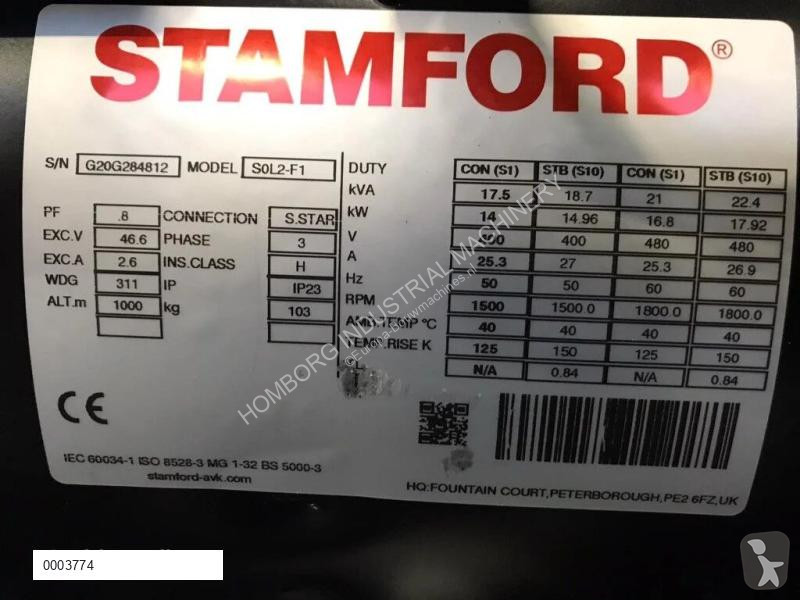 STAMFORD®
S/N G20G284812 MODEL S0L2-F1
PF .8 CONNECTION S.STAR
EXC.V 46.6 PHASE 3
EXC.A 2.6 INS.CLASS H
WDG 311 IP IP23
ALT.m 1000 kg 103
DUTY CON (S1) STB (S10) CON (S1) STB (S10)
kVA 17.5 18.7 21 22.4
kW 14 14.96 16.8 17.92
V 400 480 480
A 25.3 27 25.3 26.9
Hz 50 50 60 60
RPM 1500 1500.0 1800.0 1800.0
AMB.TEMP °C 40 40 40 40
TEMP.RISE K 125 150 125 150
N/A 0.84 N/A 0.84
CE
IEC 60034-1 ISO 8528-3 MG 1-32 BS 5000-3
stamford-avk.com
HQ:FOUNTAIN COURT,PETERBOROUGH,PE2 6FZ,UK
HOMBORG INDUSTRIAL MACHINERY
©Europa-bouwmachines.nl
0003774